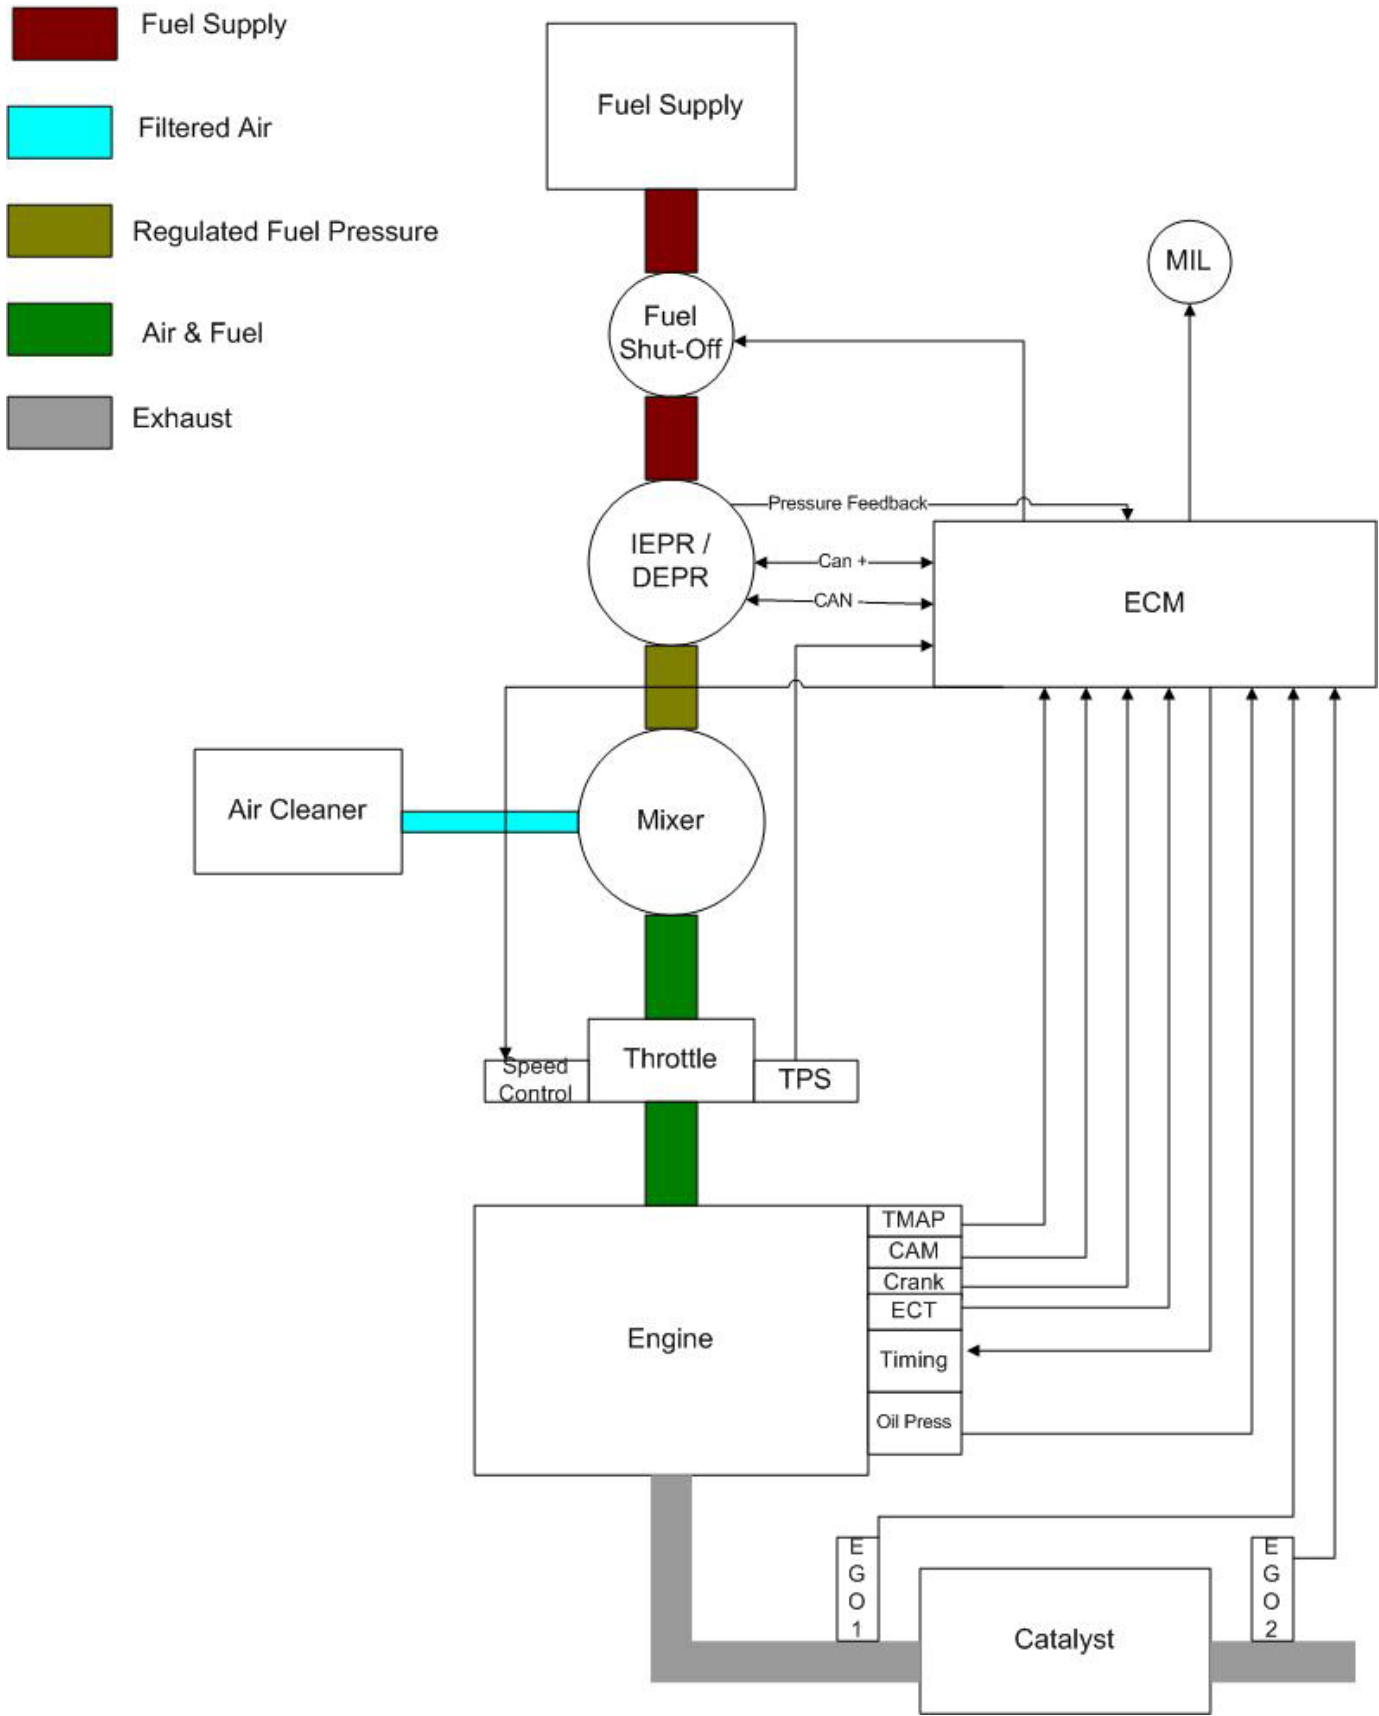 Fuel Supply
Filtered Air
Regulated Fuel Pressure
Air & Fuel
Exhaust
Fuel Supply
Fuel
Shut-Off
MIL
IEPR /
DEPR
Pressure Feedback
Can +
CAN -
ECM
Air Cleaner
Mixer
Speed
Control
Throttle
TPS
Engine
TMAP
CAM
Crank
ECT
Timing
Oil Press
E
G
O
1
Catalyst
E
G
O
2